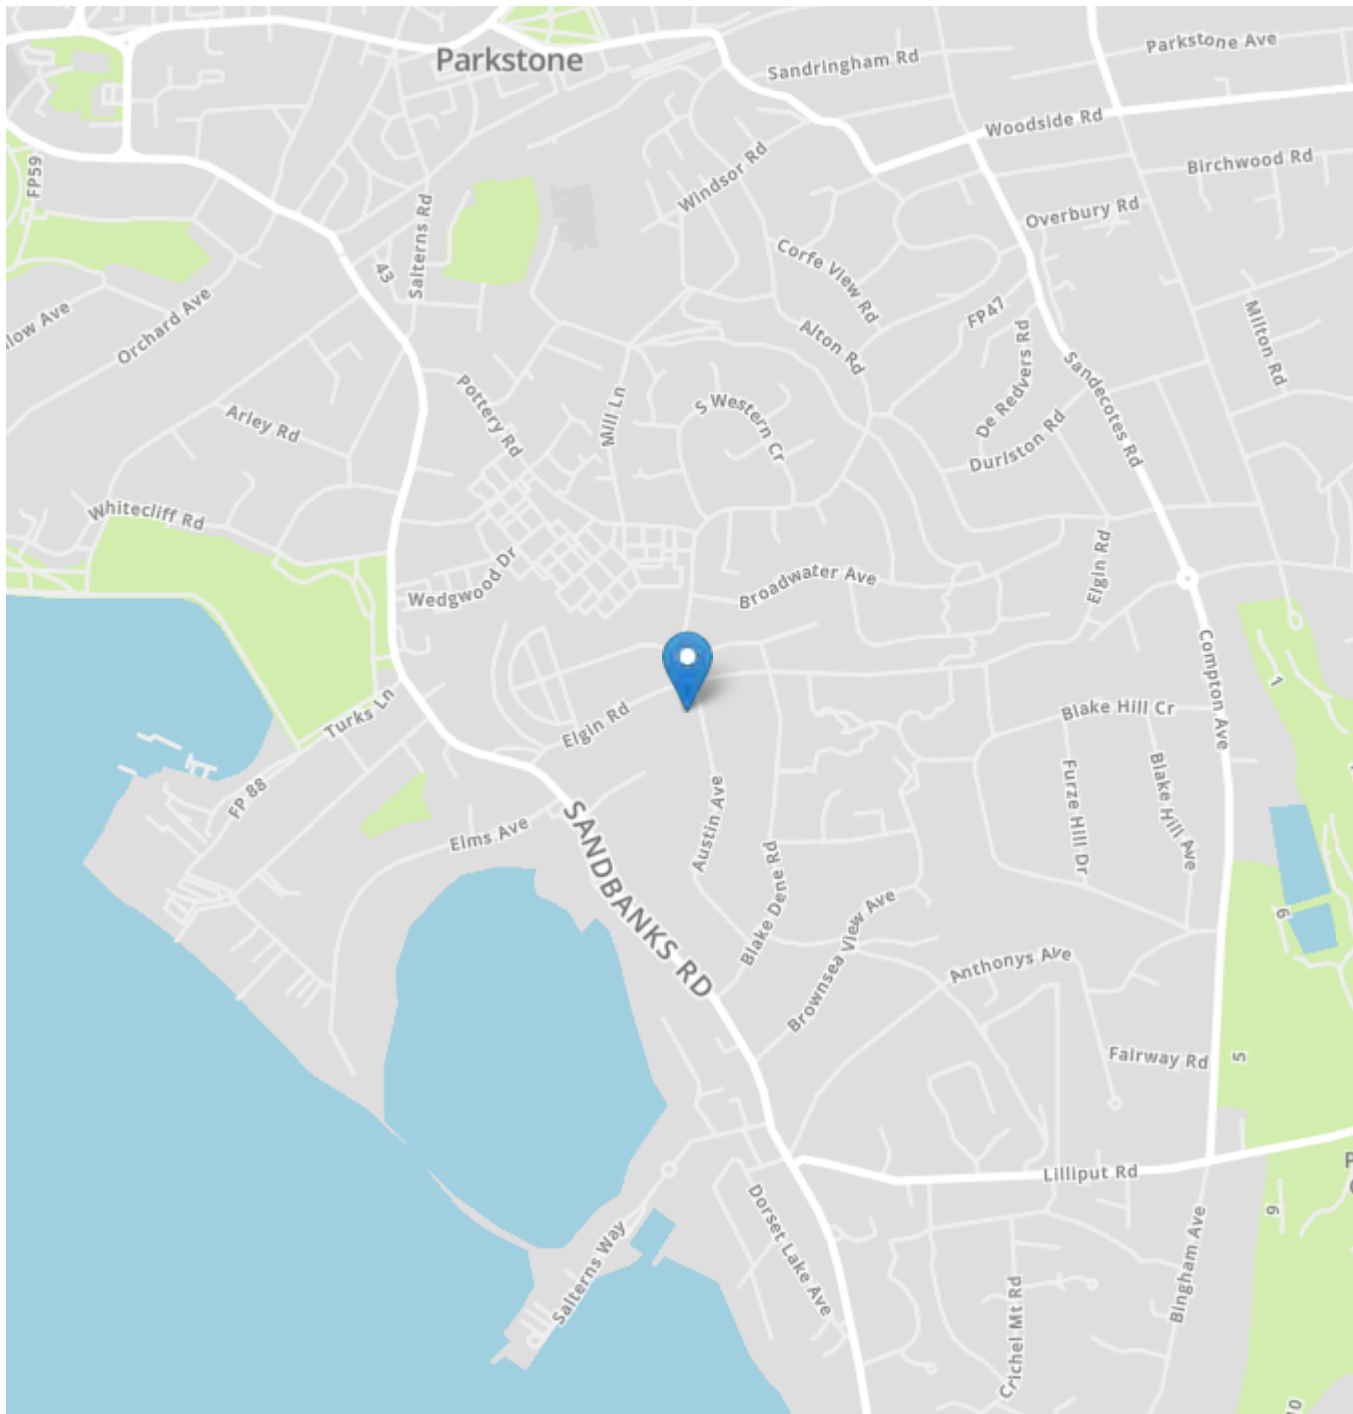 Parkstone
Sandringham Rd
Parkstone Ave
Woodside Rd
Birchwood Rd
FP59
Windsor Rd
Overbury Rd
Salterns Rd
43
Corfe View Rd
FP47
Orchard Ave
Milton Rd
Alton Rd
De Redvers Rd
Sandecotes Rd
Pottery Rd
Mill Ln
S Western Cr
Arley Rd
Durlston Rd
Whitecliff Rd
Wedgwood Dr
Broadwater Ave
Elgin Rd
Compton Ave
1
Turks Ln
Elgin Rd
Blake Hill Cr
FP 88
Furze Hill Dr
Blake Hill Ave
Austin Ave
Elms Ave
SANDBANKS RD
Blake Dene Rd
Brownsea View Ave
6
Anthonys Ave
Fairway Rd
5
Lilliput Rd
Dorset Lake Ave
Salterns Way
9
Bingham Ave
Crichel Mt Rd